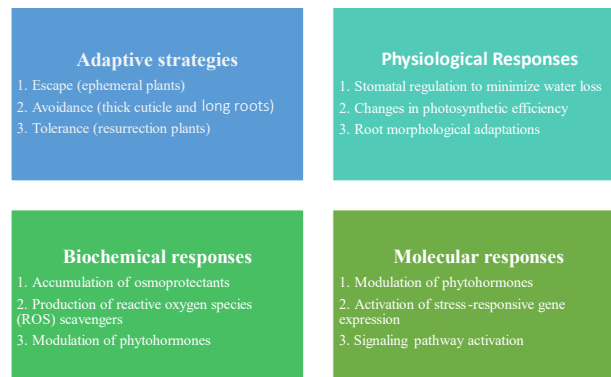 Adaptive strategies
1. Escape (ephemeral plants)
2. Avoidance (thick cuticle and long roots)
3. Tolerance (resurrection plants)
Physiological Responses
1. Stomatal regulation to minimize water loss
2. Changes in photosynthetic efficiency
3. Root morphological adaptations
Biochemical responses
1. Accumulation of osmoprotectants
2. Production of reactive oxygen species
(ROS) scavengers
3. Modulation of phytohormones
Molecular responses
1. Modulation of phytohormones
2. Activation of stress-responsive gene
expression
3. Signaling pathway activation